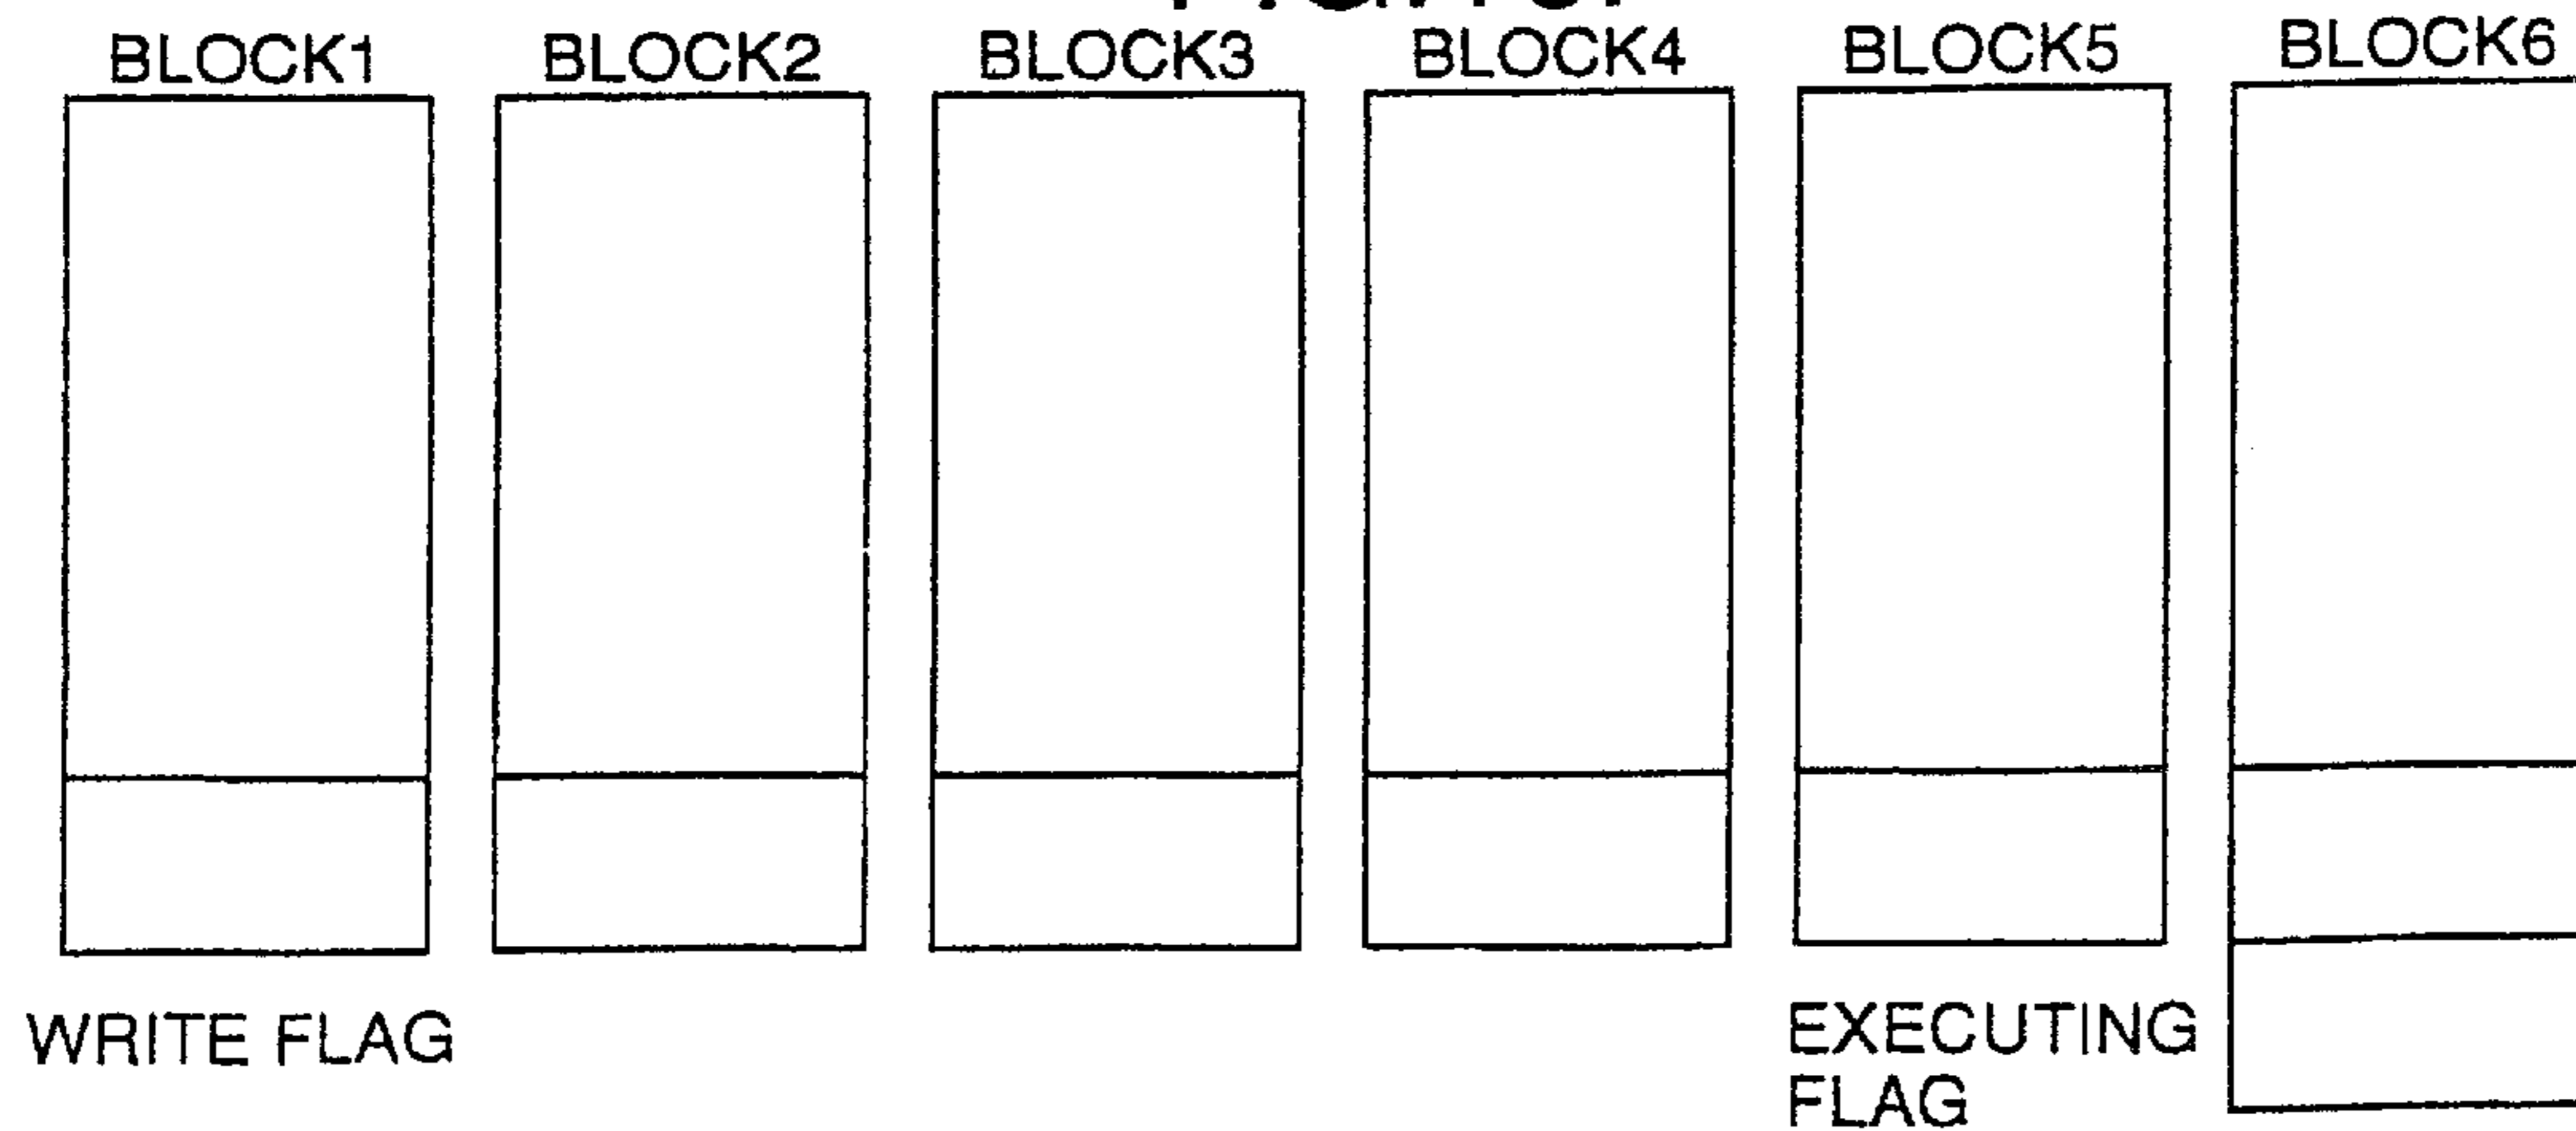 BLOCK1 BLOCK2 BLOCK3 BLOCK4 BLOCK5 BLOCK6
WRITE FLAG
EXECUTING
FLAG